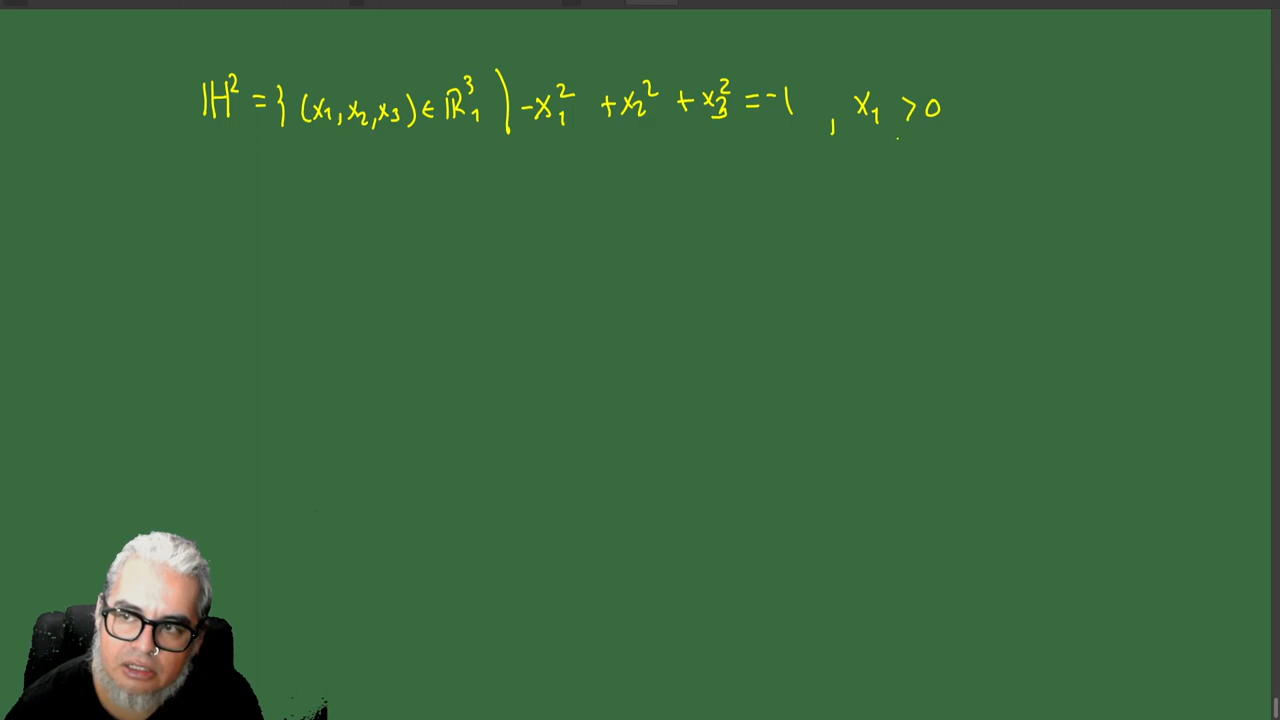 ℍ² = { (x₁, x₂, x₃) ∈ ℝ³₁ | -x₁² + x₂² + x₃² = -1 , x₁ > 0